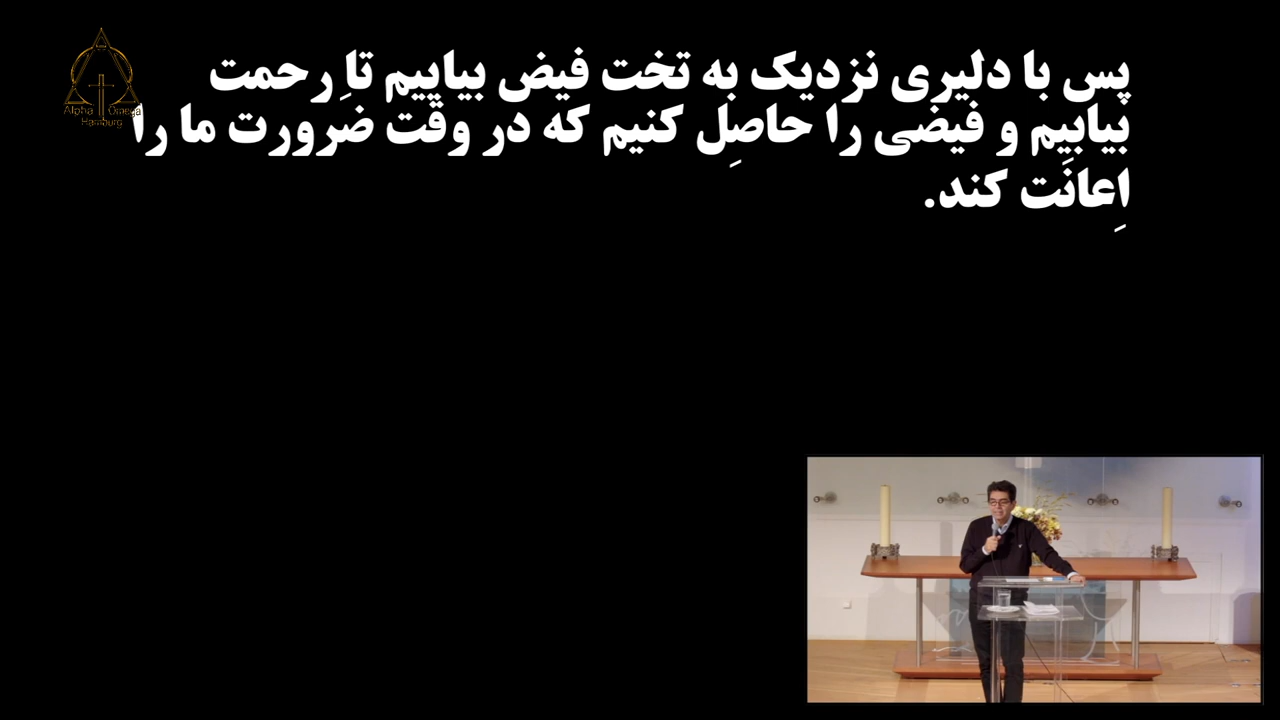 پس با دلیری نزدیک به تخت فیض بیاییم تا رحمت
بیابیم و فیضی را حاصِل کنیم که در وقت ضرورت ما را
اِعانَت کند.
Alpha Omega
Hamburg